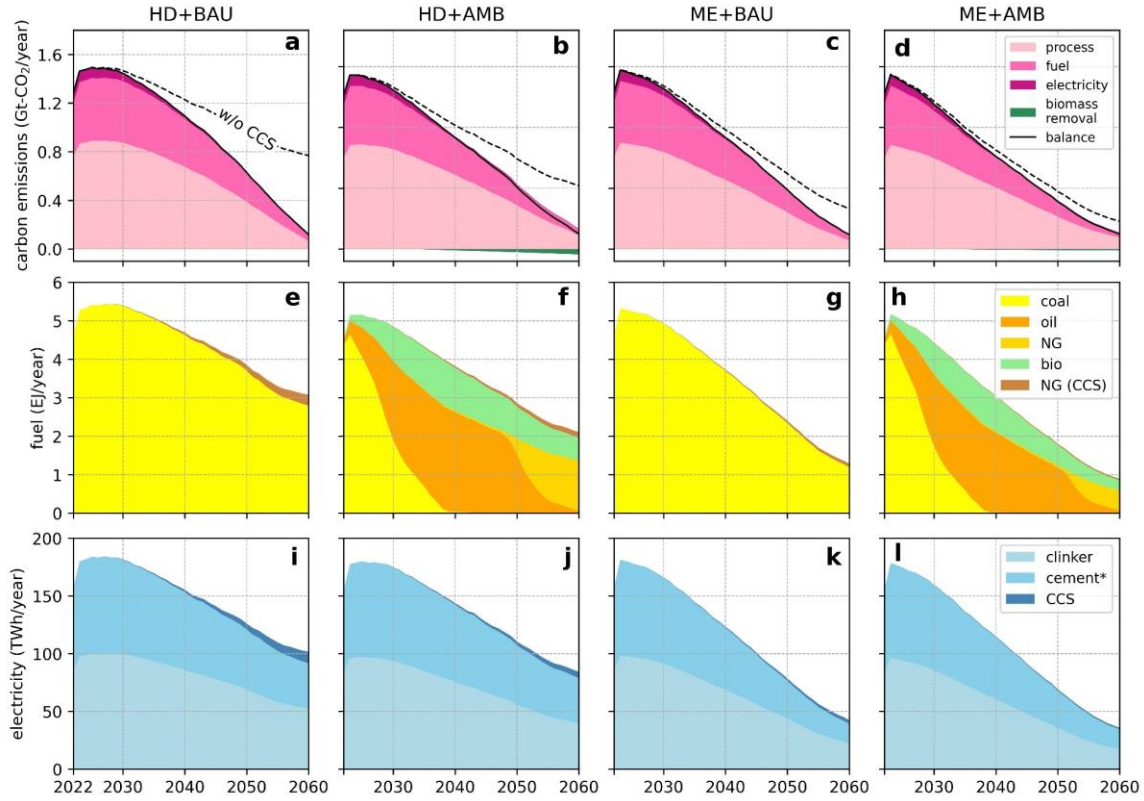 HD+BAU HD+AMB ME+BAU ME+AMB
carbon emissions (Gt-CO₂/year)
1.6
1.2
0.8
0.4
0.0
a
w/o CCS
b
c
d
process
fuel
electricity
biomass
removal
balance
fuel (EJ/year)
6
5
4
3
2
1
0
e
f
g
h
coal
oil
NG
bio
NG (CCS)
electricity (TWh/year)
200
150
100
50
0
i
j
k
l
clinker
cement*
CCS
2022 2030 2040 2050 2060
2030 2040 2050 2060
2030 2040 2050 2060
2030 2040 2050 2060